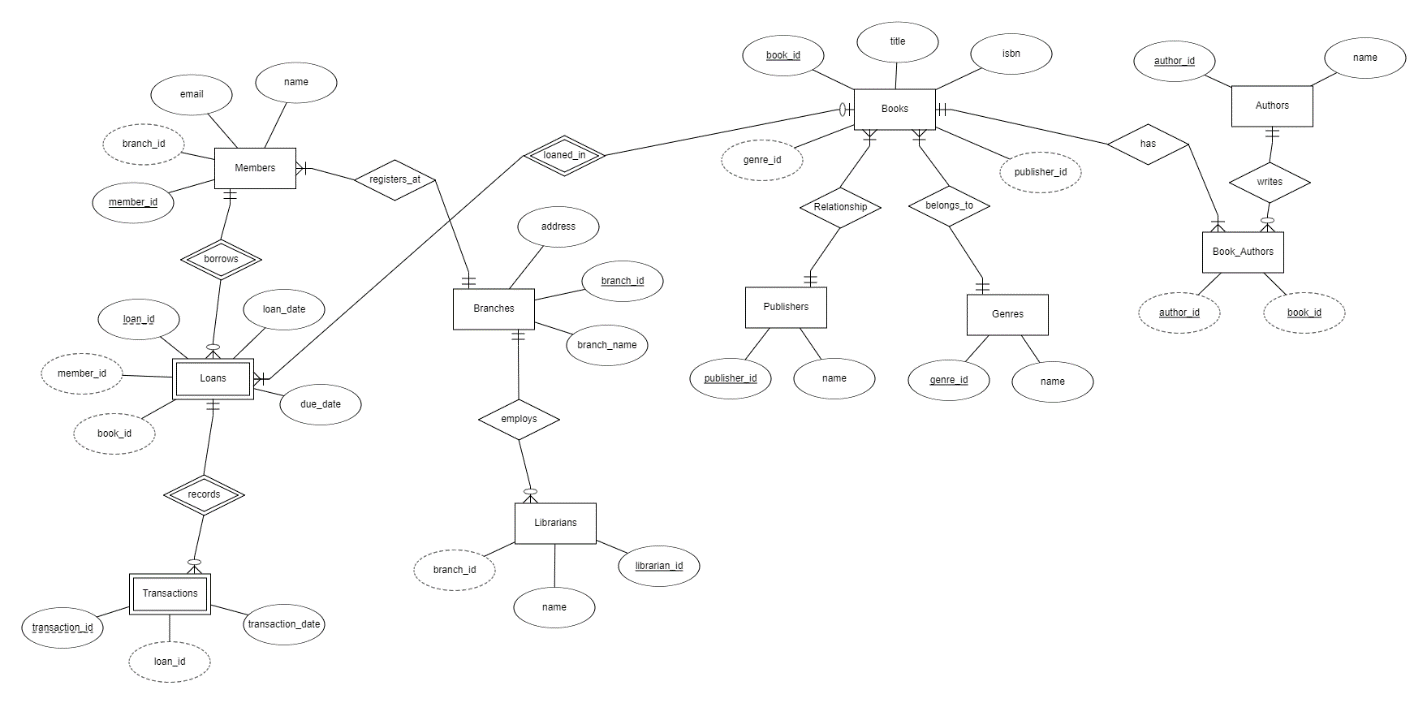 book_id
title
isbn
author_id
name
email
name
Books
Authors
branch_id
loaned_in
has
Members
registers_at
genre_id
publisher_id
writes
member_id
Relationship
belongs_to
address
borrows
Book_Authors
branch_id
Branches
Publishers
Genres
author_id
book_id
loan_id
loan_date
branch_name
member_id
Loans
publisher_id
name
genre_id
name
due_date
book_id
employs
records
Librarians
branch_id
librarian_id
Transactions
name
transaction_id
transaction_date
loan_id